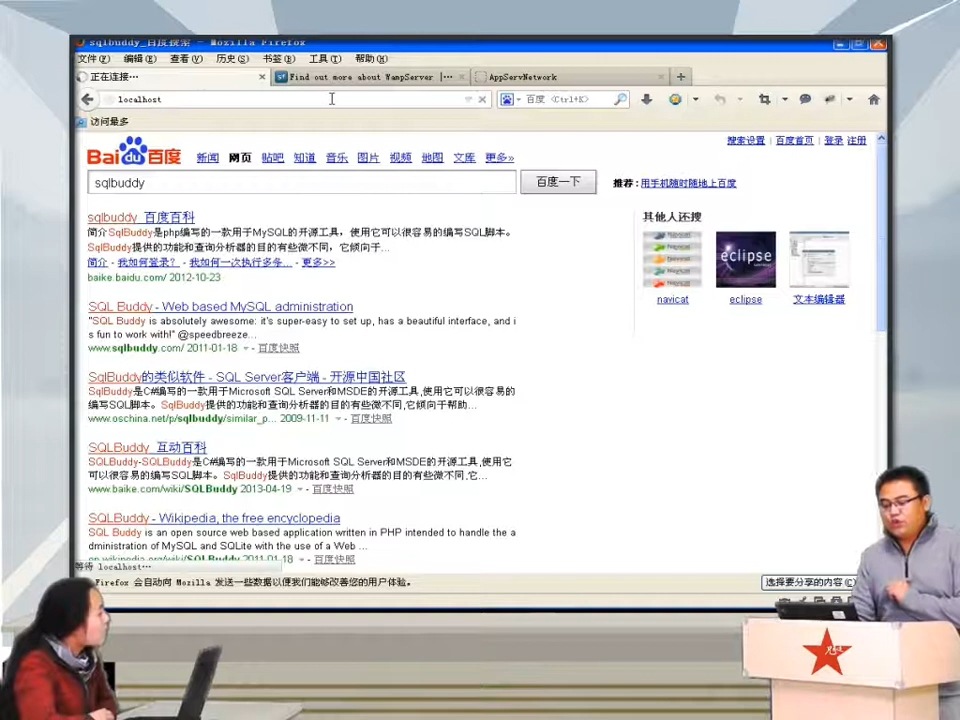 sqlbuddy_百度搜索 - Mozilla Firefox
文件(F) 编辑(E) 查看(V) 历史(S) 书签(B) 工具(T) 帮助(H)
正在连接… Find out more about WampServer |… AppServNetwork
localhost 百度 <Ctrl+K>
访问最多
搜索设置 | 百度首页 | 登录 注册
Bai du 百度 新闻 网页 贴吧 知道 音乐 图片 视频 地图 文库 更多»
sqlbuddy 百度一下 推荐：用手机随时随地上百度
sqlbuddy_百度百科
简介SqlBuddy是php编写的一款用于MySQL的开源工具，使用它可以很容易的编写SQL脚本。
SqlBuddy提供的功能和查询分析器的目的有些微不同，它倾向于...
简介 - 我如何登录？ - 我如何一次执行多条... - 更多>>
baike.baidu.com/ 2012-10-23
SQL Buddy - Web based MySQL administration
"SQL Buddy is absolutely awesome: it's super-easy to set up, has a beautiful interface, and i
s fun to work with!" @speedbreeze...
www.sqlbuddy.com/ 2011-01-18 - 百度快照
SqlBuddy的类似软件 - SQL Server客户端 - 开源中国社区
SqlBuddy是C#编写的一款用于Microsoft SQL Server和MSDE的开源工具,使用它可以很容易的
编写SQL脚本。SqlBuddy提供的功能和查询分析器的目的有些微不同,它倾向于帮助...
www.oschina.net/p/sqlbuddy/similar_p... 2009-11-11 - 百度快照
SQLBuddy_互动百科
SQLBuddy-SQLBuddy是C#编写的一款用于Microsoft SQL Server和MSDE的开源工具,使用它
可以很容易的编写SQL脚本。SqlBuddy提供的功能和查询分析器的目的有些微不同,它...
www.baike.com/wiki/SQLBuddy 2013-04-19 - 百度快照
SQLBuddy - Wikipedia, the free encyclopedia
SQL Buddy is an open source web based application written in PHP intended to handle the a
dministration of MySQL and SQLite with the use of a Web ...
en.wikipedia.org/wiki/SQLBuddy 2011-01-18 - 百度快照
其他人还搜
eclipse
navicat eclipse 文本编辑器
等待 localhost…
Firefox 会自动向 Mozilla 发送一些数据以便我们能够改善您的用户体验。 选择要分享的内容(C)